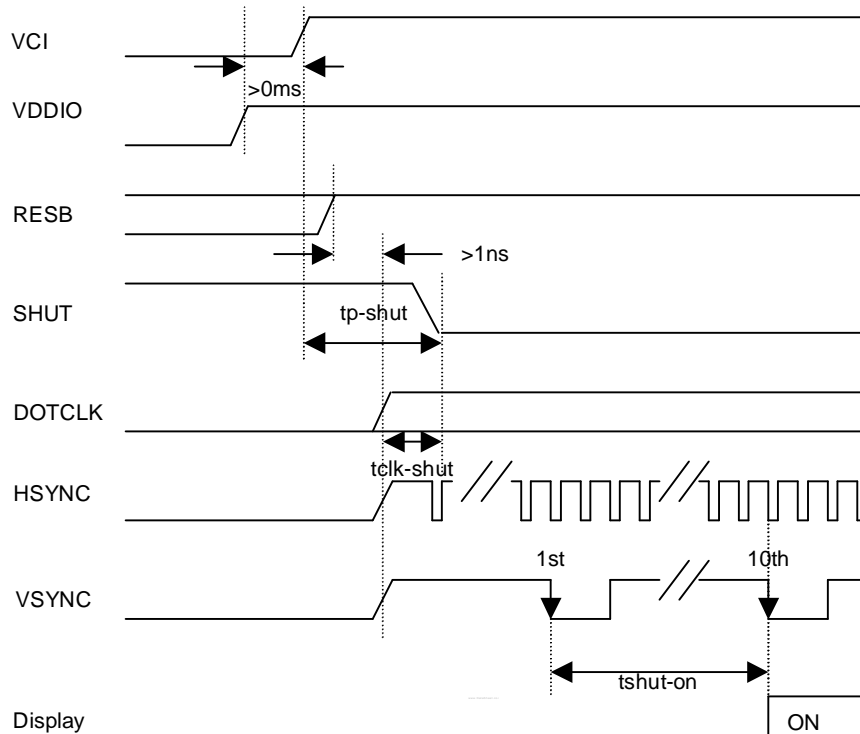 VCI
>0ms
VDDIO
RESB
>1ns
SHUT
tp-shut
DOTCLK
tclk-shut
HSYNC
1st 10th
VSYNC
tshut-on
Display ON